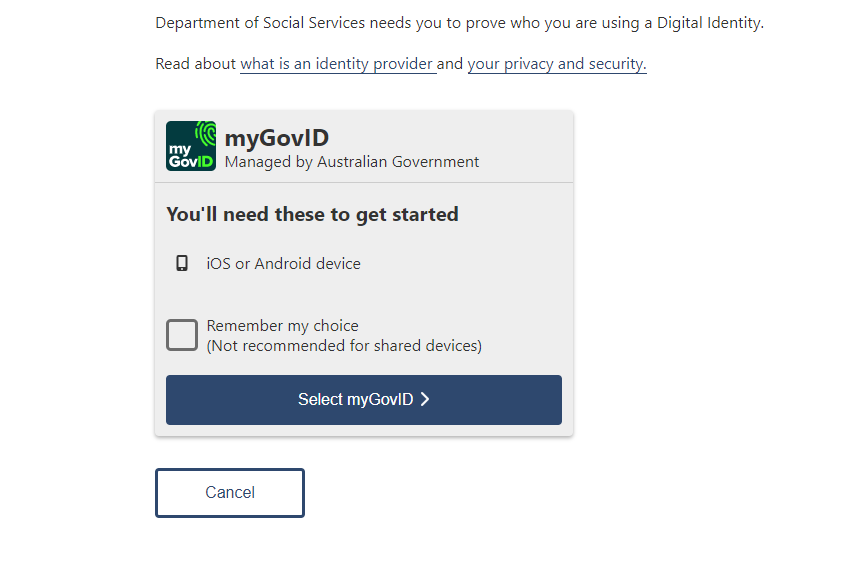 Department of Social Services needs you to prove who you are using a Digital Identity.
Read about what is an identity provider and your privacy and security.
my
GovID
myGovID
Managed by Australian Government
You'll need these to get started
iOS or Android device
Remember my choice
(Not recommended for shared devices)
Select myGovID
Cancel